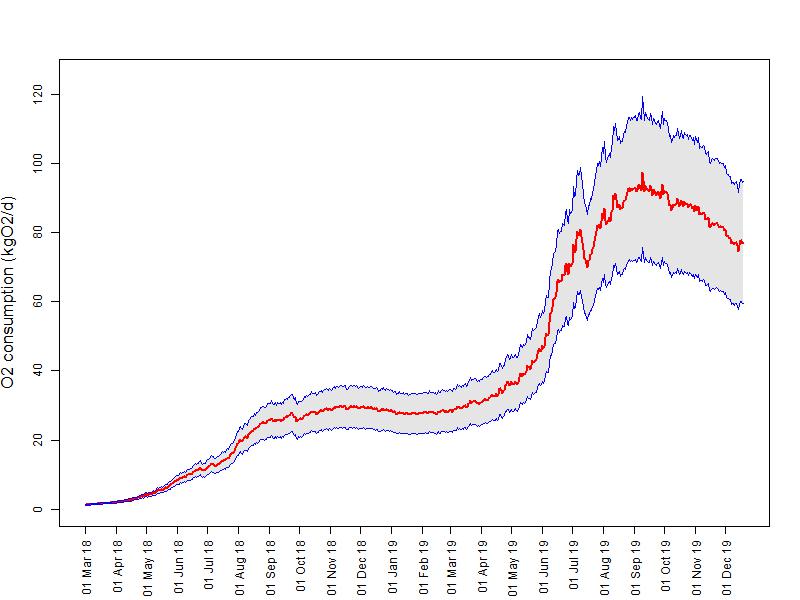 O2 consumption (kgO2/d)
120
100
80
60
40
20
0
01 Mar 18
01 Apr 18
01 May 18
01 Jun 18
01 Jul 18
01 Aug 18
01 Sep 18
01 Oct 18
01 Nov 18
01 Dec 18
01 Jan 19
01 Feb 19
01 Mar 19
01 Apr 19
01 May 19
01 Jun 19
01 Jul 19
01 Aug 19
01 Sep 19
01 Oct 19
01 Nov 19
01 Dec 19